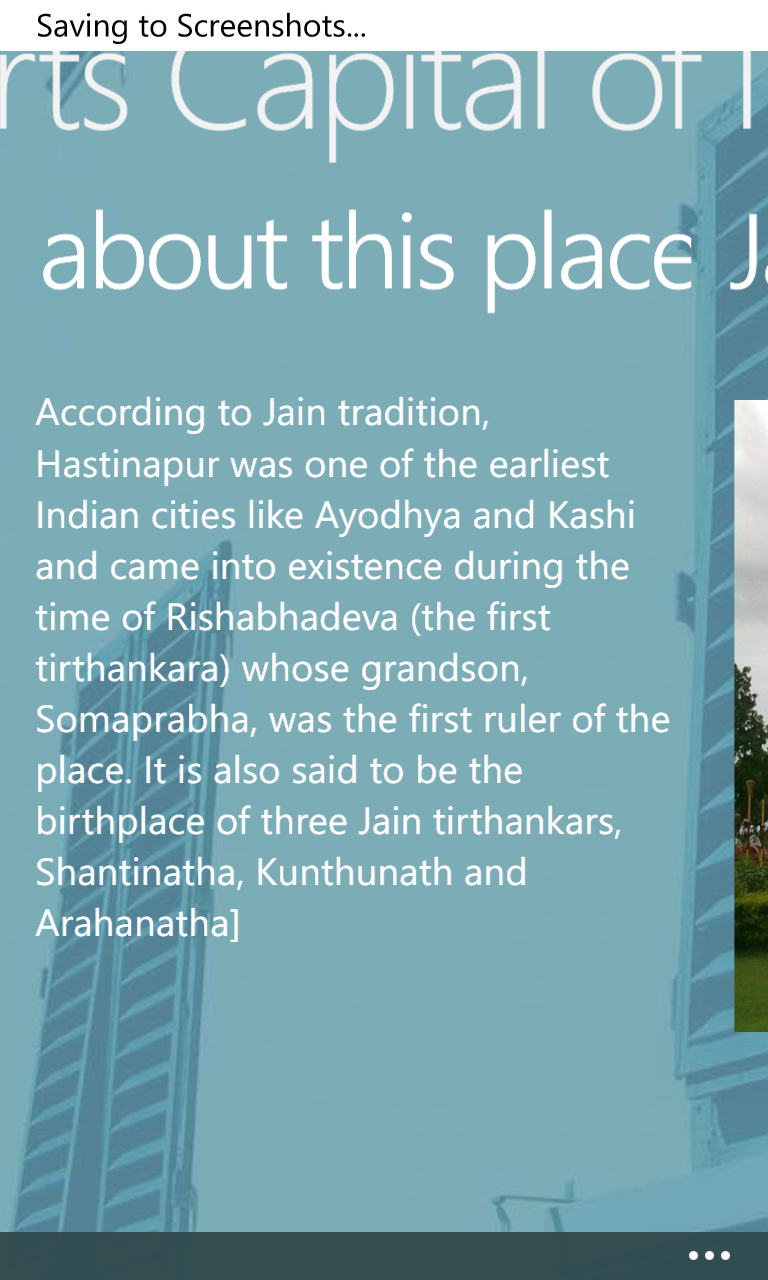 Saving to Screenshots...
rts Capital of I
about this place Ja
According to Jain tradition,
Hastinapur was one of the earliest
Indian cities like Ayodhya and Kashi
and came into existence during the
time of Rishabhadeva (the first
tirthankara) whose grandson,
Somaprabha, was the first ruler of the
place. It is also said to be the
birthplace of three Jain tirthankars,
Shantinatha, Kunthunath and
Arahanatha]